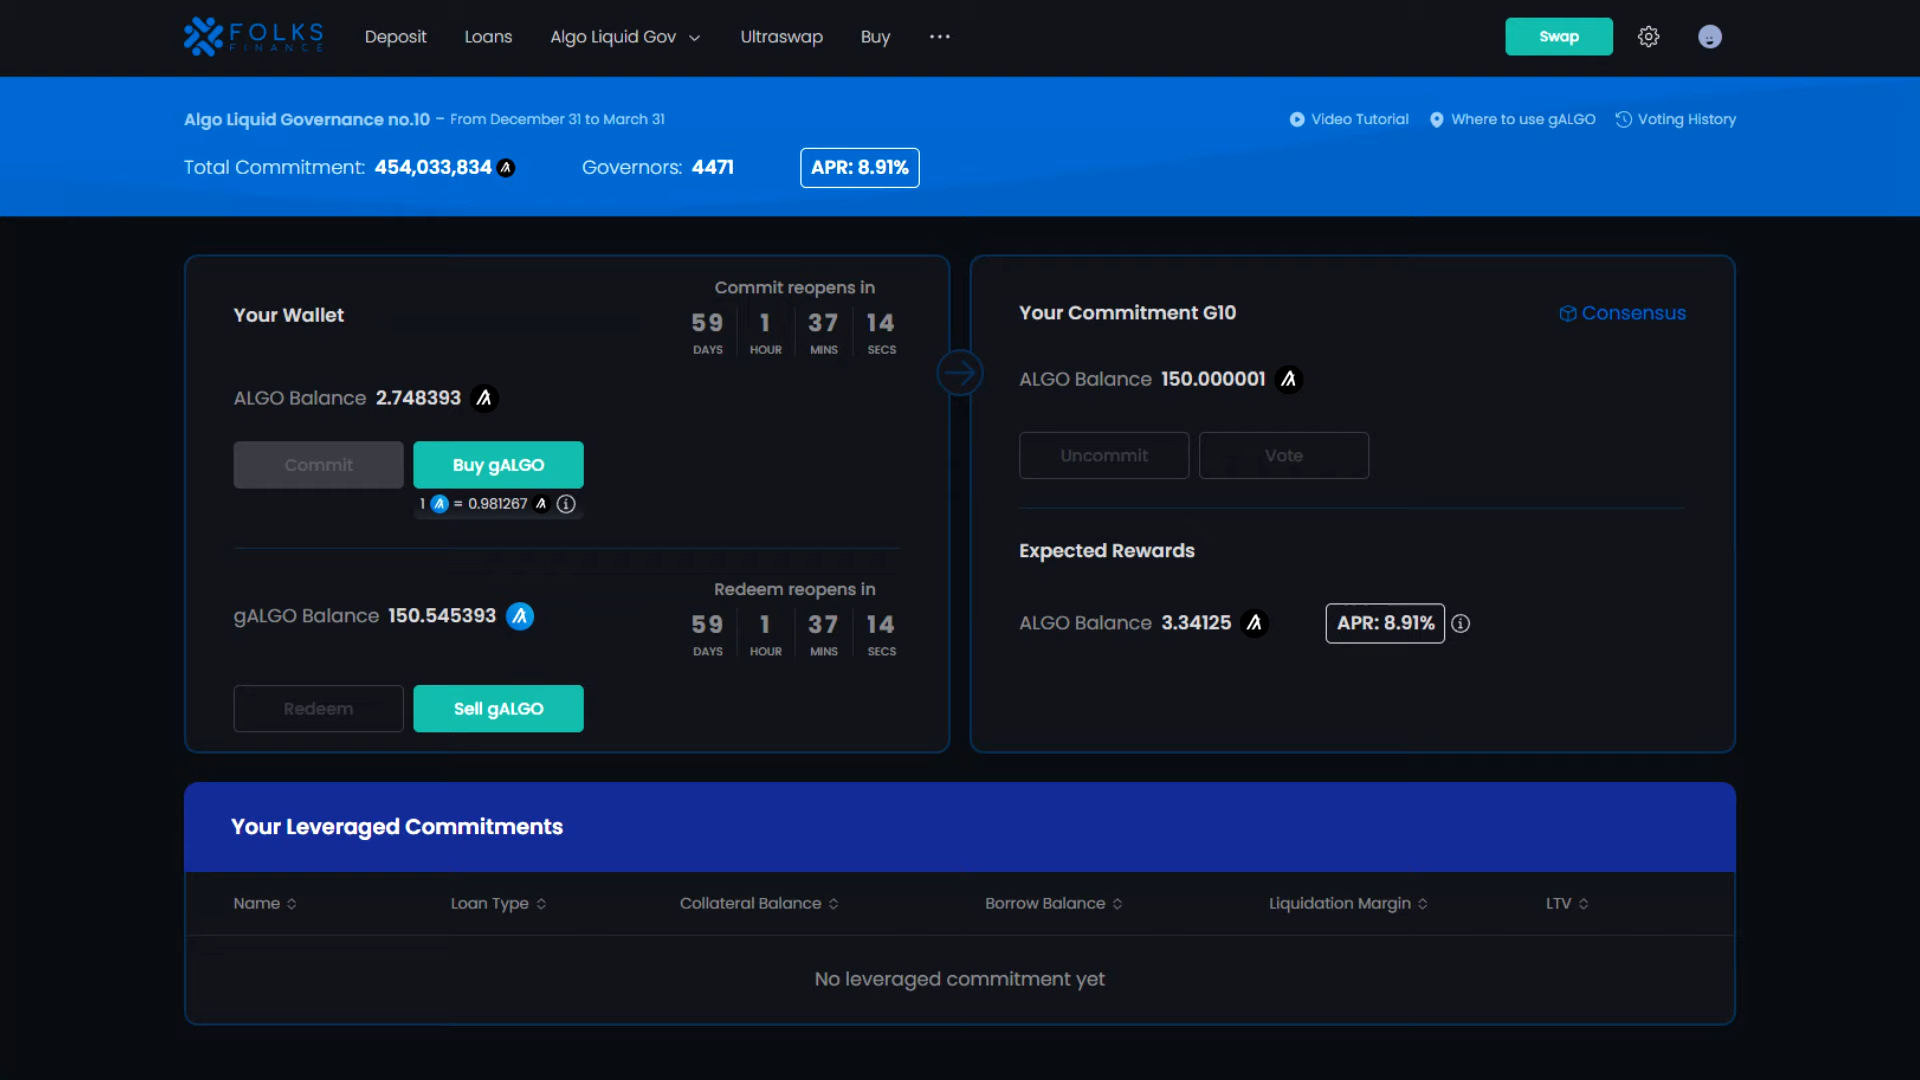 FOLKS
FINANCE
Deposit
Loans
Algo Liquid Gov
Ultraswap
Buy
Swap
Algo Liquid Governance no.10 - From December 31 to March 31
Video Tutorial
Where to use gALGO
Voting History
Total Commitment: 454,033,834
Governors: 4471
APR: 8.91%
Your Wallet
Commit reopens in
59 1 37 14
DAYS HOUR MINS SECS
ALGO Balance 2.748393
Commit
Buy gALGO
1 = 0.981267
gALGO Balance 150.545393
Redeem reopens in
59 1 37 14
DAYS HOUR MINS SECS
Redeem
Sell gALGO
Your Commitment G10
Consensus
ALGO Balance 150.000001
Uncommit
Vote
Expected Rewards
ALGO Balance 3.34125
APR: 8.91%
Your Leveraged Commitments
Name
Loan Type
Collateral Balance
Borrow Balance
Liquidation Margin
LTV
No leveraged commitment yet